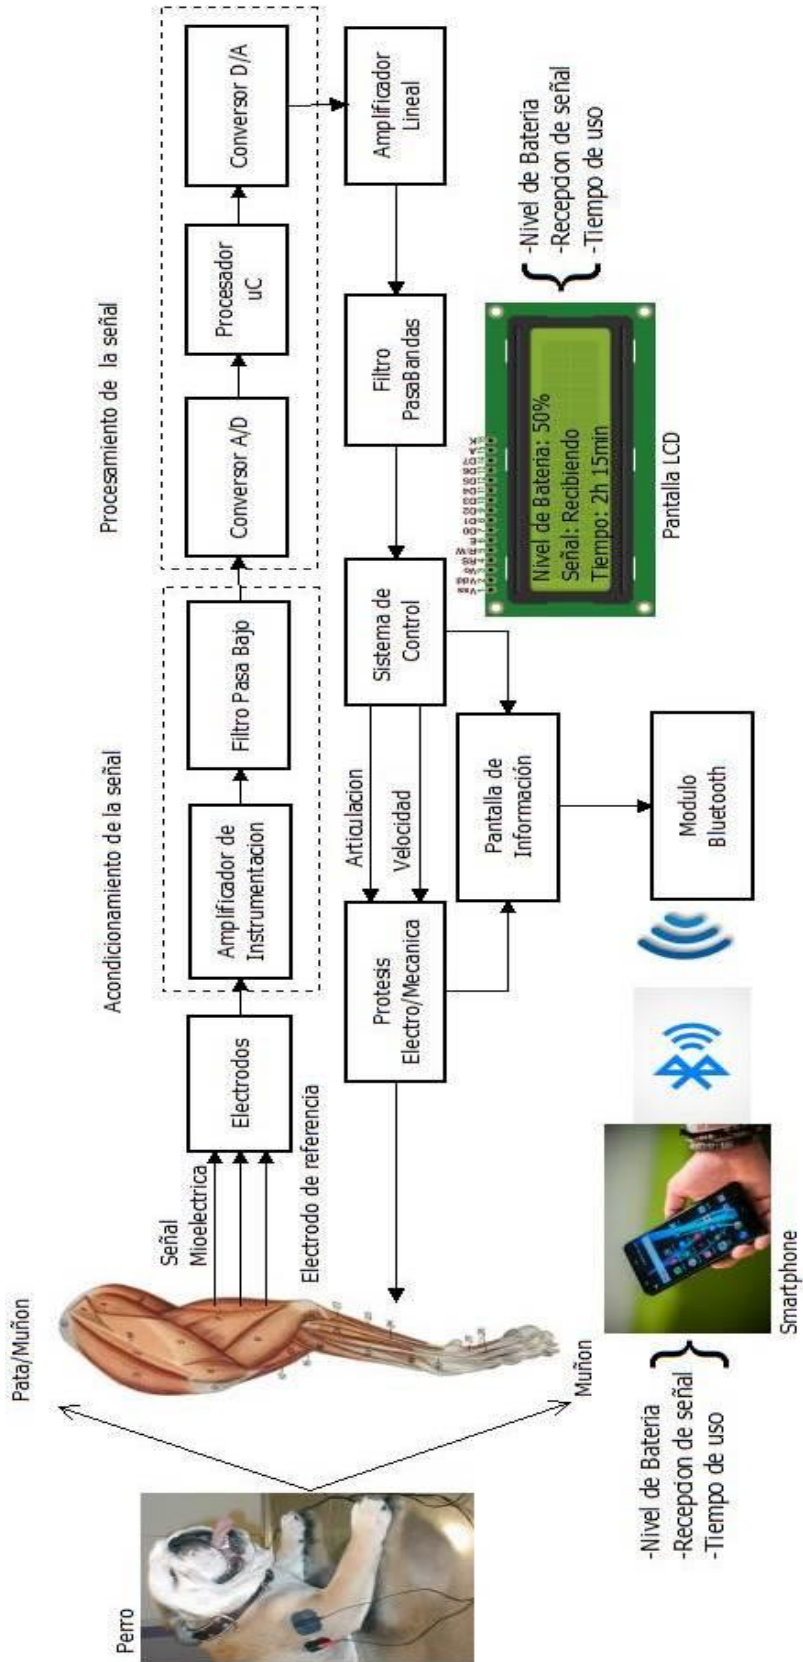 Perro
Pata/Muñon
Muñon
Señal
Mioelectrica
Electrodo de referencia
Electrodos
Acondicionamiento de la señal
Amplificador de
Instrumentacion
Filtro Pasa Bajo
Procesamiento de la señal
Conversor A/D
Procesador
uC
Conversor D/A
Amplificador
Lineal
Filtro
PasaBandas
Sistema de
Control
Articulacion
Velocidad
Protesis
Electro/Mecanica
Pantalla de
Información
Modulo
Bluetooth
Smartphone
-Nivel de Bateria
-Recepcion de señal
-Tiempo de uso
Nivel de Bateria: 50%
Señal: Recibiendo
Tiempo: 2h 15min
Pantalla LCD
-Nivel de Bateria
-Recepcion de señal
-Tiempo de uso